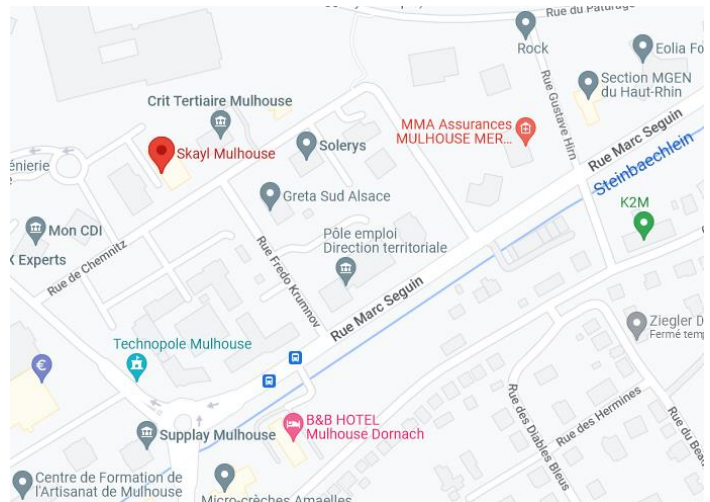 Rue du Pâturage
Rock
Eolia Fo
Section MGEN
du Haut-Rhin
Rue Gustave Hirn
Crit Tertiaire Mulhouse
MMA Assurances
MULHOUSE MER...
Rue Marc Seguin
Skayl Mulhouse
Solerys
énierie
e
Steinbaechlein
Greta Sud Alsace
K2M
Mon CDI
X Experts
Pôle emploi
Direction territoriale
Rue de Chemnitz
Rue Fredo Krumnov
Rue Marc Seguin
Technopole Mulhouse
Ziegler D
Fermé temp
€
B&B HOTEL
Mulhouse Dornach
Supplay Mulhouse
Rue des Diables Bleus
Rue des Hermines
Rue du Beau
Centre de Formation de
l'Artisanat de Mulhouse
Micro-crèches Amaelles